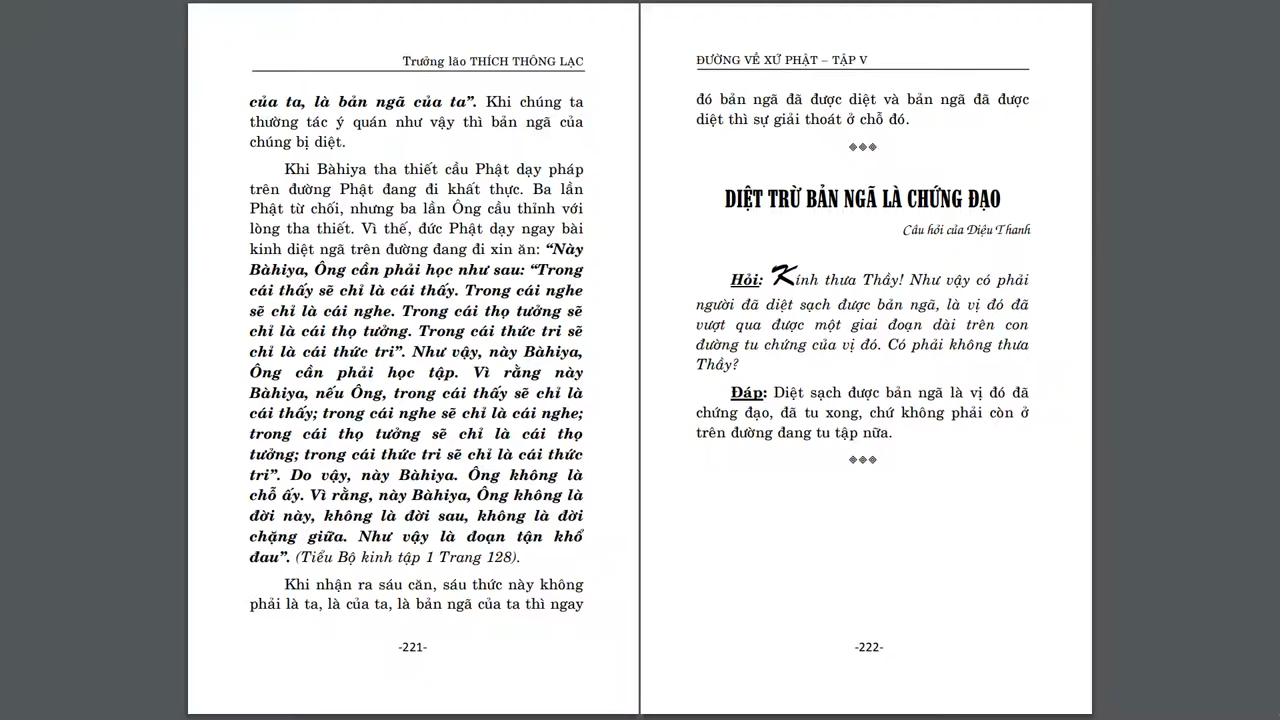 Trưởng lão THÍCH THÔNG LẠC
của ta, là bản ngã của ta”. Khi chúng ta
thường tác ý quán như vậy thì bản ngã của
chúng bị diệt.
Khi Bàhiya tha thiết cầu Phật dạy pháp
trên đường Phật đang đi khất thực. Ba lần
Phật từ chối, nhưng ba lần Ông cầu thỉnh với
lòng tha thiết. Vì thế, đức Phật dạy ngay bài
kinh diệt ngã trên đường đang đi xin ăn: “Này
Bàhiya, Ông cần phải học như sau: “Trong
cái thấy sẽ chỉ là cái thấy. Trong cái nghe
sẽ chỉ là cái nghe. Trong cái thọ tưởng sẽ
chỉ là cái thọ tưởng. Trong cái thức tri sẽ
chỉ là cái thức tri”. Như vậy, này Bàhiya,
Ông cần phải học tập. Vì rằng này
Bàhiya, nếu Ông, trong cái thấy sẽ chỉ là
cái thấy; trong cái nghe sẽ chỉ là cái nghe;
trong cái thọ tưởng sẽ chỉ là cái thọ
tưởng; trong cái thức tri sẽ chỉ là cái thức
tri”. Do vậy, này Bàhiya. Ông không là
chỗ ấy. Vì rằng, này Bàhiya, Ông không là
đời này, không là đời sau, không là đời
chặng giữa. Như vậy là đoạn tận khổ
đau”. (Tiểu Bộ kinh tập 1 Trang 128).
Khi nhận ra sáu căn, sáu thức này không
phải là ta, là của ta, là bản ngã của ta thì ngay
-221-
ĐƯỜNG VỀ XỨ PHẬT – TẬP V
đó bản ngã đã được diệt và bản ngã đã được
diệt thì sự giải thoát ở chỗ đó.
DIỆT TRỪ BẢN NGÃ LÀ CHỨNG ĐẠO
Câu hỏi của Diệu Thanh
Hỏi: Kính thưa Thầy! Như vậy có phải
người đã diệt sạch được bản ngã, là vị đó đã
vượt qua được một giai đoạn dài trên con
đường tu chứng của vị đó. Có phải không thưa
Thầy?
Đáp: Diệt sạch được bản ngã là vị đó đã
chứng đạo, đã tu xong, chứ không phải còn ở
trên đường đang tu tập nữa.
-222-